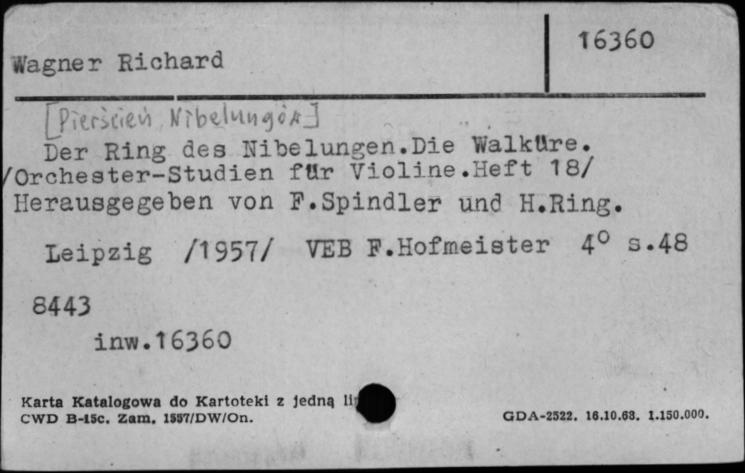 16360
Wagner Richard
[Pierścień Nibelungów]
Der Ring des Nibelungen.Die Walküre.
/Orchester-Studien für Violine.Heft 18/
Herausgegeben von F.Spindler und H.Ring.
Leipzig /1957/ VEB F.Hofmeister 4° s.48
8443
inw.16360
Karta Katalogowa do Kartoteki z jedną
CWD B-15c. Zam. 1557/DW/On.
GDA-2522. 16.10.63. 1.150.000.